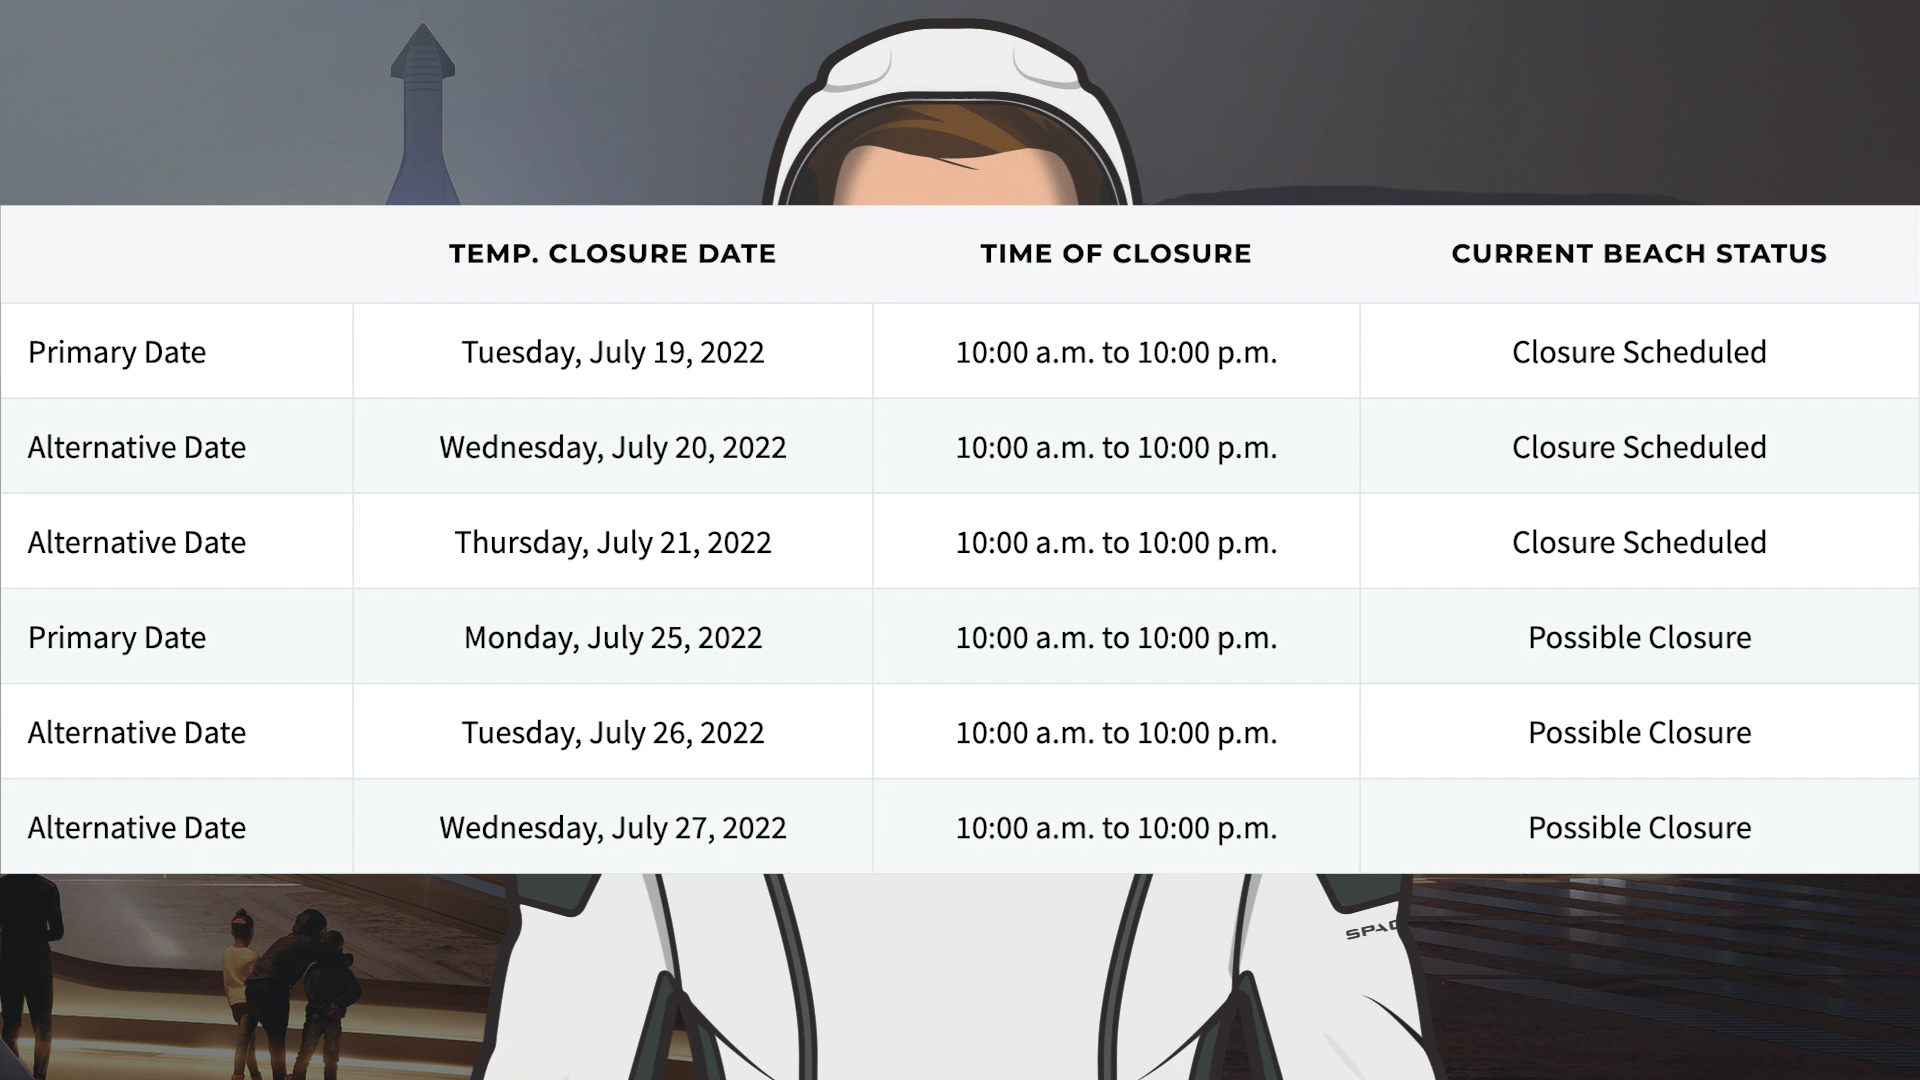 TEMP. CLOSURE DATE TIME OF CLOSURE CURRENT BEACH STATUS
Primary Date Tuesday, July 19, 2022 10:00 a.m. to 10:00 p.m. Closure Scheduled
Alternative Date Wednesday, July 20, 2022 10:00 a.m. to 10:00 p.m. Closure Scheduled
Alternative Date Thursday, July 21, 2022 10:00 a.m. to 10:00 p.m. Closure Scheduled
Primary Date Monday, July 25, 2022 10:00 a.m. to 10:00 p.m. Possible Closure
Alternative Date Tuesday, July 26, 2022 10:00 a.m. to 10:00 p.m. Possible Closure
Alternative Date Wednesday, July 27, 2022 10:00 a.m. to 10:00 p.m. Possible Closure
SPAC